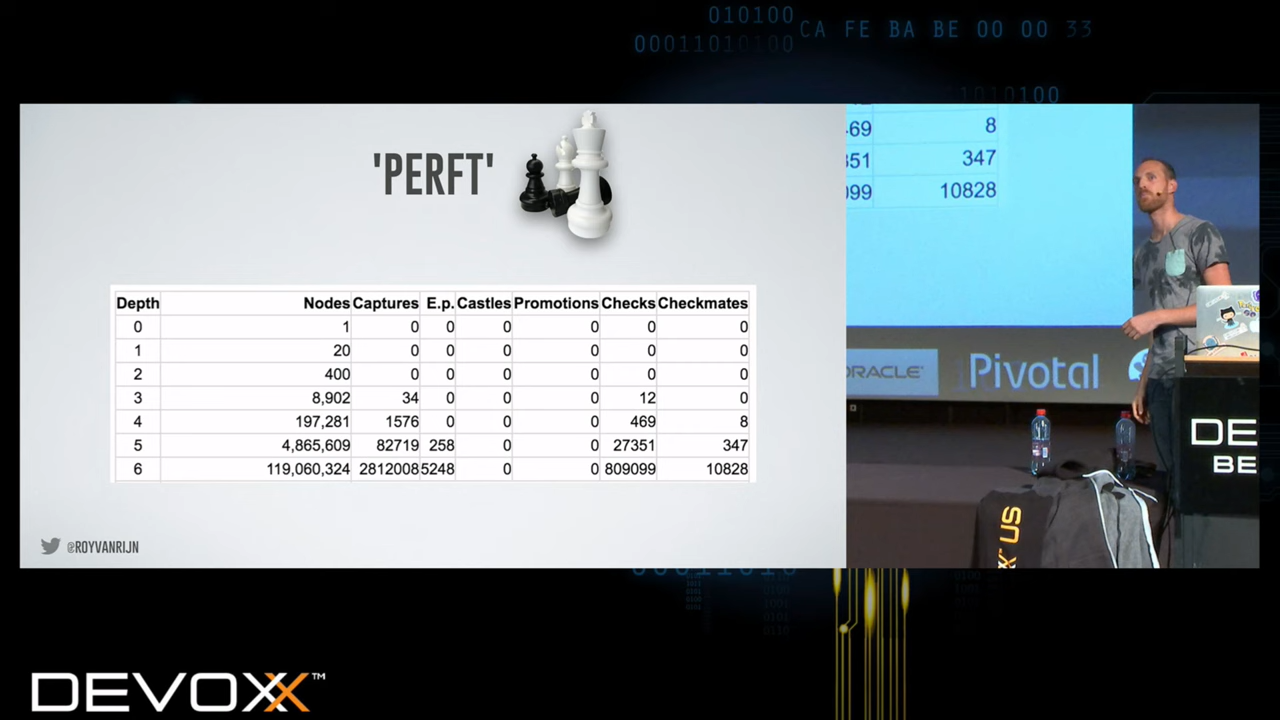 010100
00011010100
CA FE BA BE 00 00 33
1010100
'PERFT'
Depth Nodes Captures E.p. Castles Promotions Checks Checkmates
0 1 0 0 0 0 0 0
1 20 0 0 0 0 0 0
2 400 0 0 0 0 0 0
3 8,902 34 0 0 0 12 0
4 197,281 1576 0 0 0 469 8
5 4,865,609 82719 258 0 0 27351 347
6 119,060,324 2812008 5248 0 0 809099 10828
@ROYVANRIJN
469 8
351 347
099 10828
ORACLE
Pivotal
DE
BE
X US
DEVOXX™